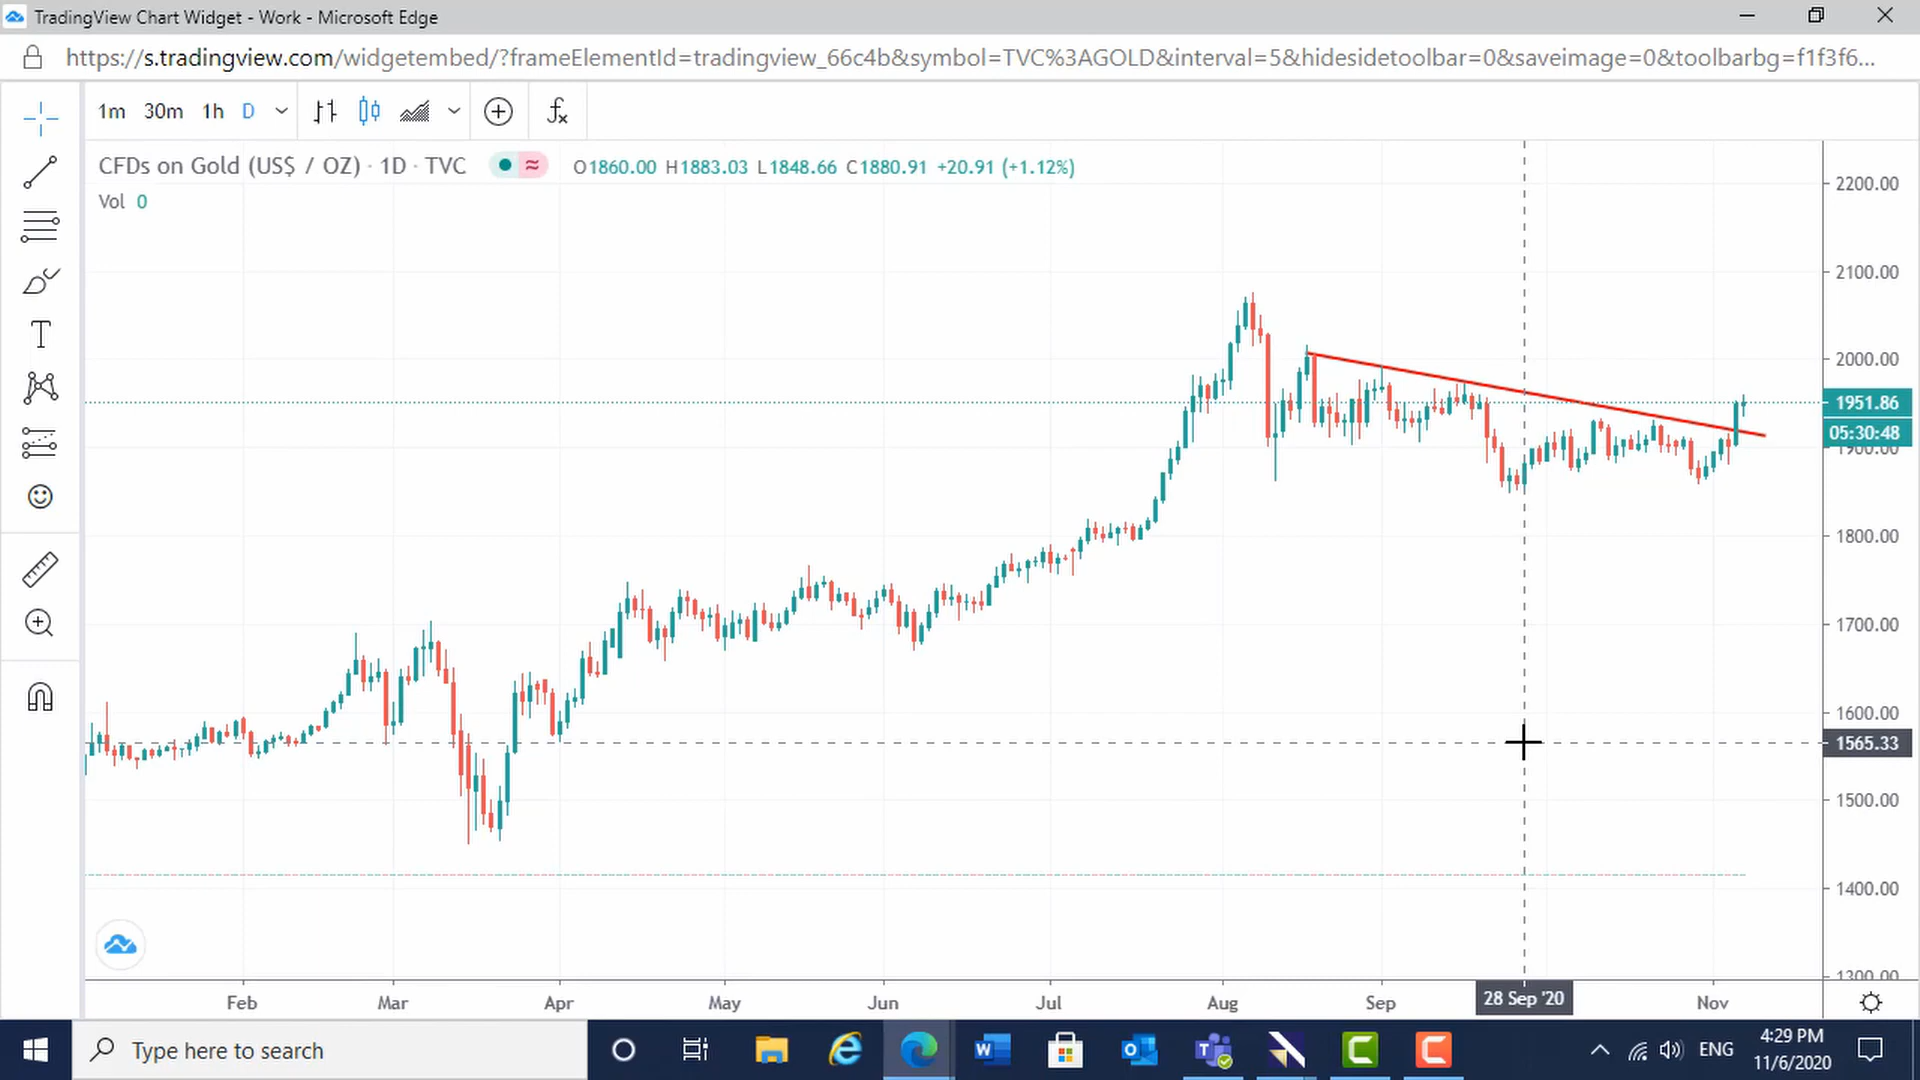 TradingView Chart Widget - Work - Microsoft Edge
https://s.tradingview.com/widgetembed/?frameElementId=tradingview_66c4b&symbol=TVC%3AGOLD&interval=5&hidesidetoolbar=0&saveimage=0&toolbarbg=f1f3f6...
1m 30m 1h D
CFDs on Gold (US$ / OZ) · 1D · TVC O1860.00 H1883.03 L1848.66 C1880.91 +20.91 (+1.12%)
Vol 0
2200.00
2100.00
2000.00
1951.86
05:30:48
1900.00
1800.00
1700.00
1600.00
1565.33
1500.00
1400.00
1300.00
Feb Mar Apr May Jun Jul Aug Sep 28 Sep '20 Nov
Type here to search
ENG
4:29 PM
11/6/2020